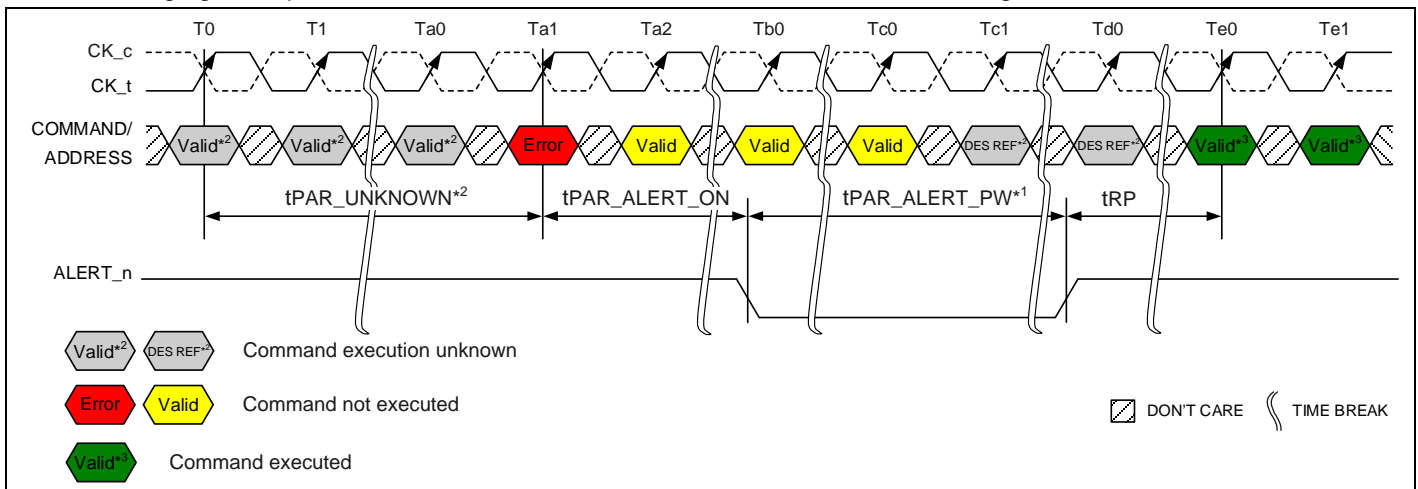 T0 T1 Ta0 Ta1 Ta2 Tb0 Tc0 Tc1 Td0 Te0 Te1
CK_c
CK_t
COMMAND/
ADDRESS
Valid*2 Valid*2 Valid*2 Error Valid Valid Valid DES REF*2 DES REF*2 Valid*3 Valid*3
tPAR_UNKNOWN*2 tPAR_ALERT_ON tPAR_ALERT_PW*1 tRP
ALERT_n
Valid*2 DES REF*2 Command execution unknown
Error Valid Command not executed
DON'T CARE TIME BREAK
Valid*3 Command executed